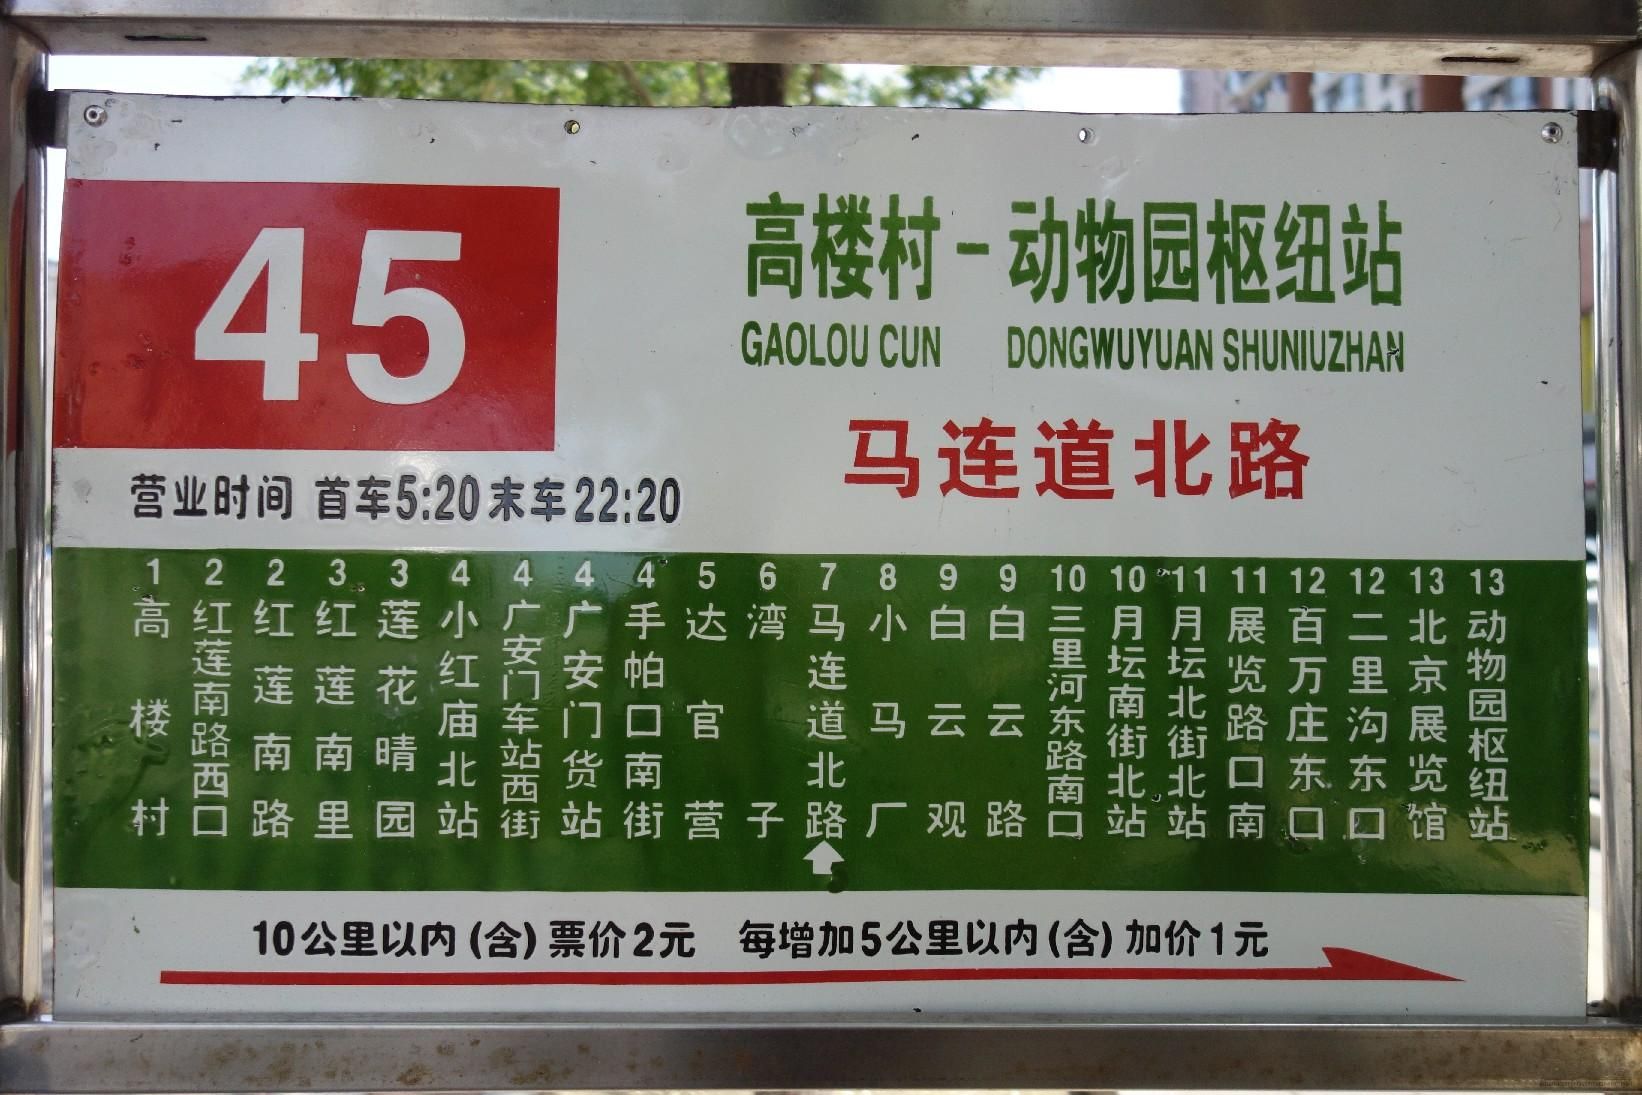 45
高楼村-动物园枢纽站
GAOLOU CUN DONGWUYUAN SHUNIUZHAN
马连道北路
营业时间 首车5:20 末车22:20
1 高楼村
2 红莲南路西口
2 红莲南路
3 红莲南里
3 莲花晴园
4 小红庙北站
4 广安门车站西街
4 广安门货站
4 手帕口南街
5 达官营
6 湾子
7 马连道北路
8 小马厂
9 白云观
9 白云路
10 三里河东路南口
10 月坛南街北站
11 月坛北街北站
11 展览路口南
12 百万庄东口
12 二里沟东口
13 北京展览馆
13 动物园枢纽站
10公里以内(含)票价2元 每增加5公里以内(含)加价1元